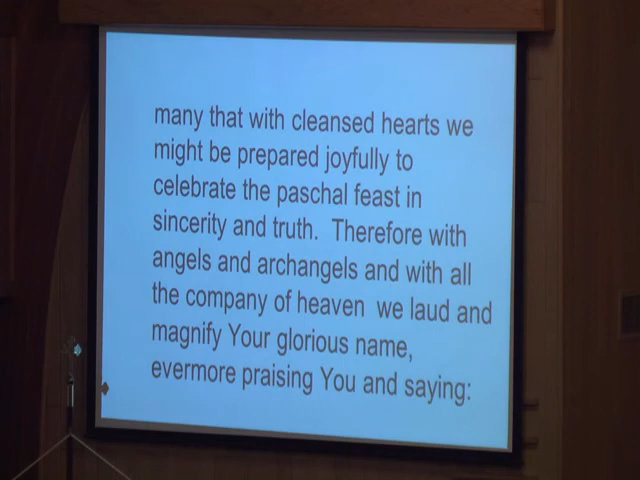 many that with cleansed hearts we
might be prepared joyfully to
celebrate the paschal feast in
sincerity and truth.  Therefore with
angels and archangels and with all
the company of heaven  we laud and
magnify Your glorious name,
evermore praising You and saying: